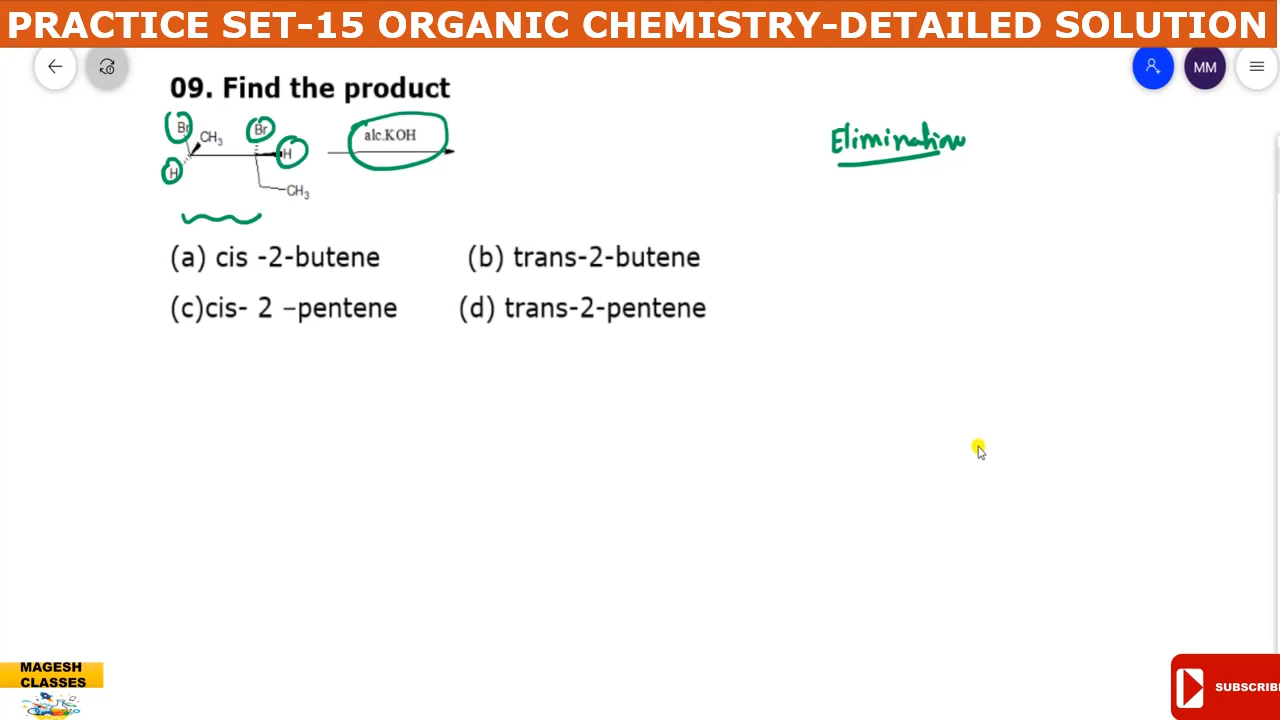 PRACTICE SET-15 ORGANIC CHEMISTRY-DETAILED SOLUTION
MM
09. Find the product
Br CH3 Br H alc.KOH
H CH3
Elimination
(a) cis -2-butene (b) trans-2-butene
(c)cis- 2 –pentene (d) trans-2-pentene
MAGESH
CLASSES
SUBSCRIBE